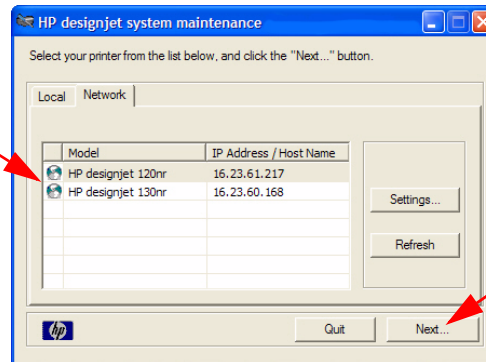 HP designjet system maintenance
Select your printer from the list below, and click the "Next..." button.
Local Network
Model IP Address / Host Name
HP designjet 120nr 16.23.61.217
HP designjet 130nr 16.23.60.168
Settings...
Refresh
hp Quit Next...